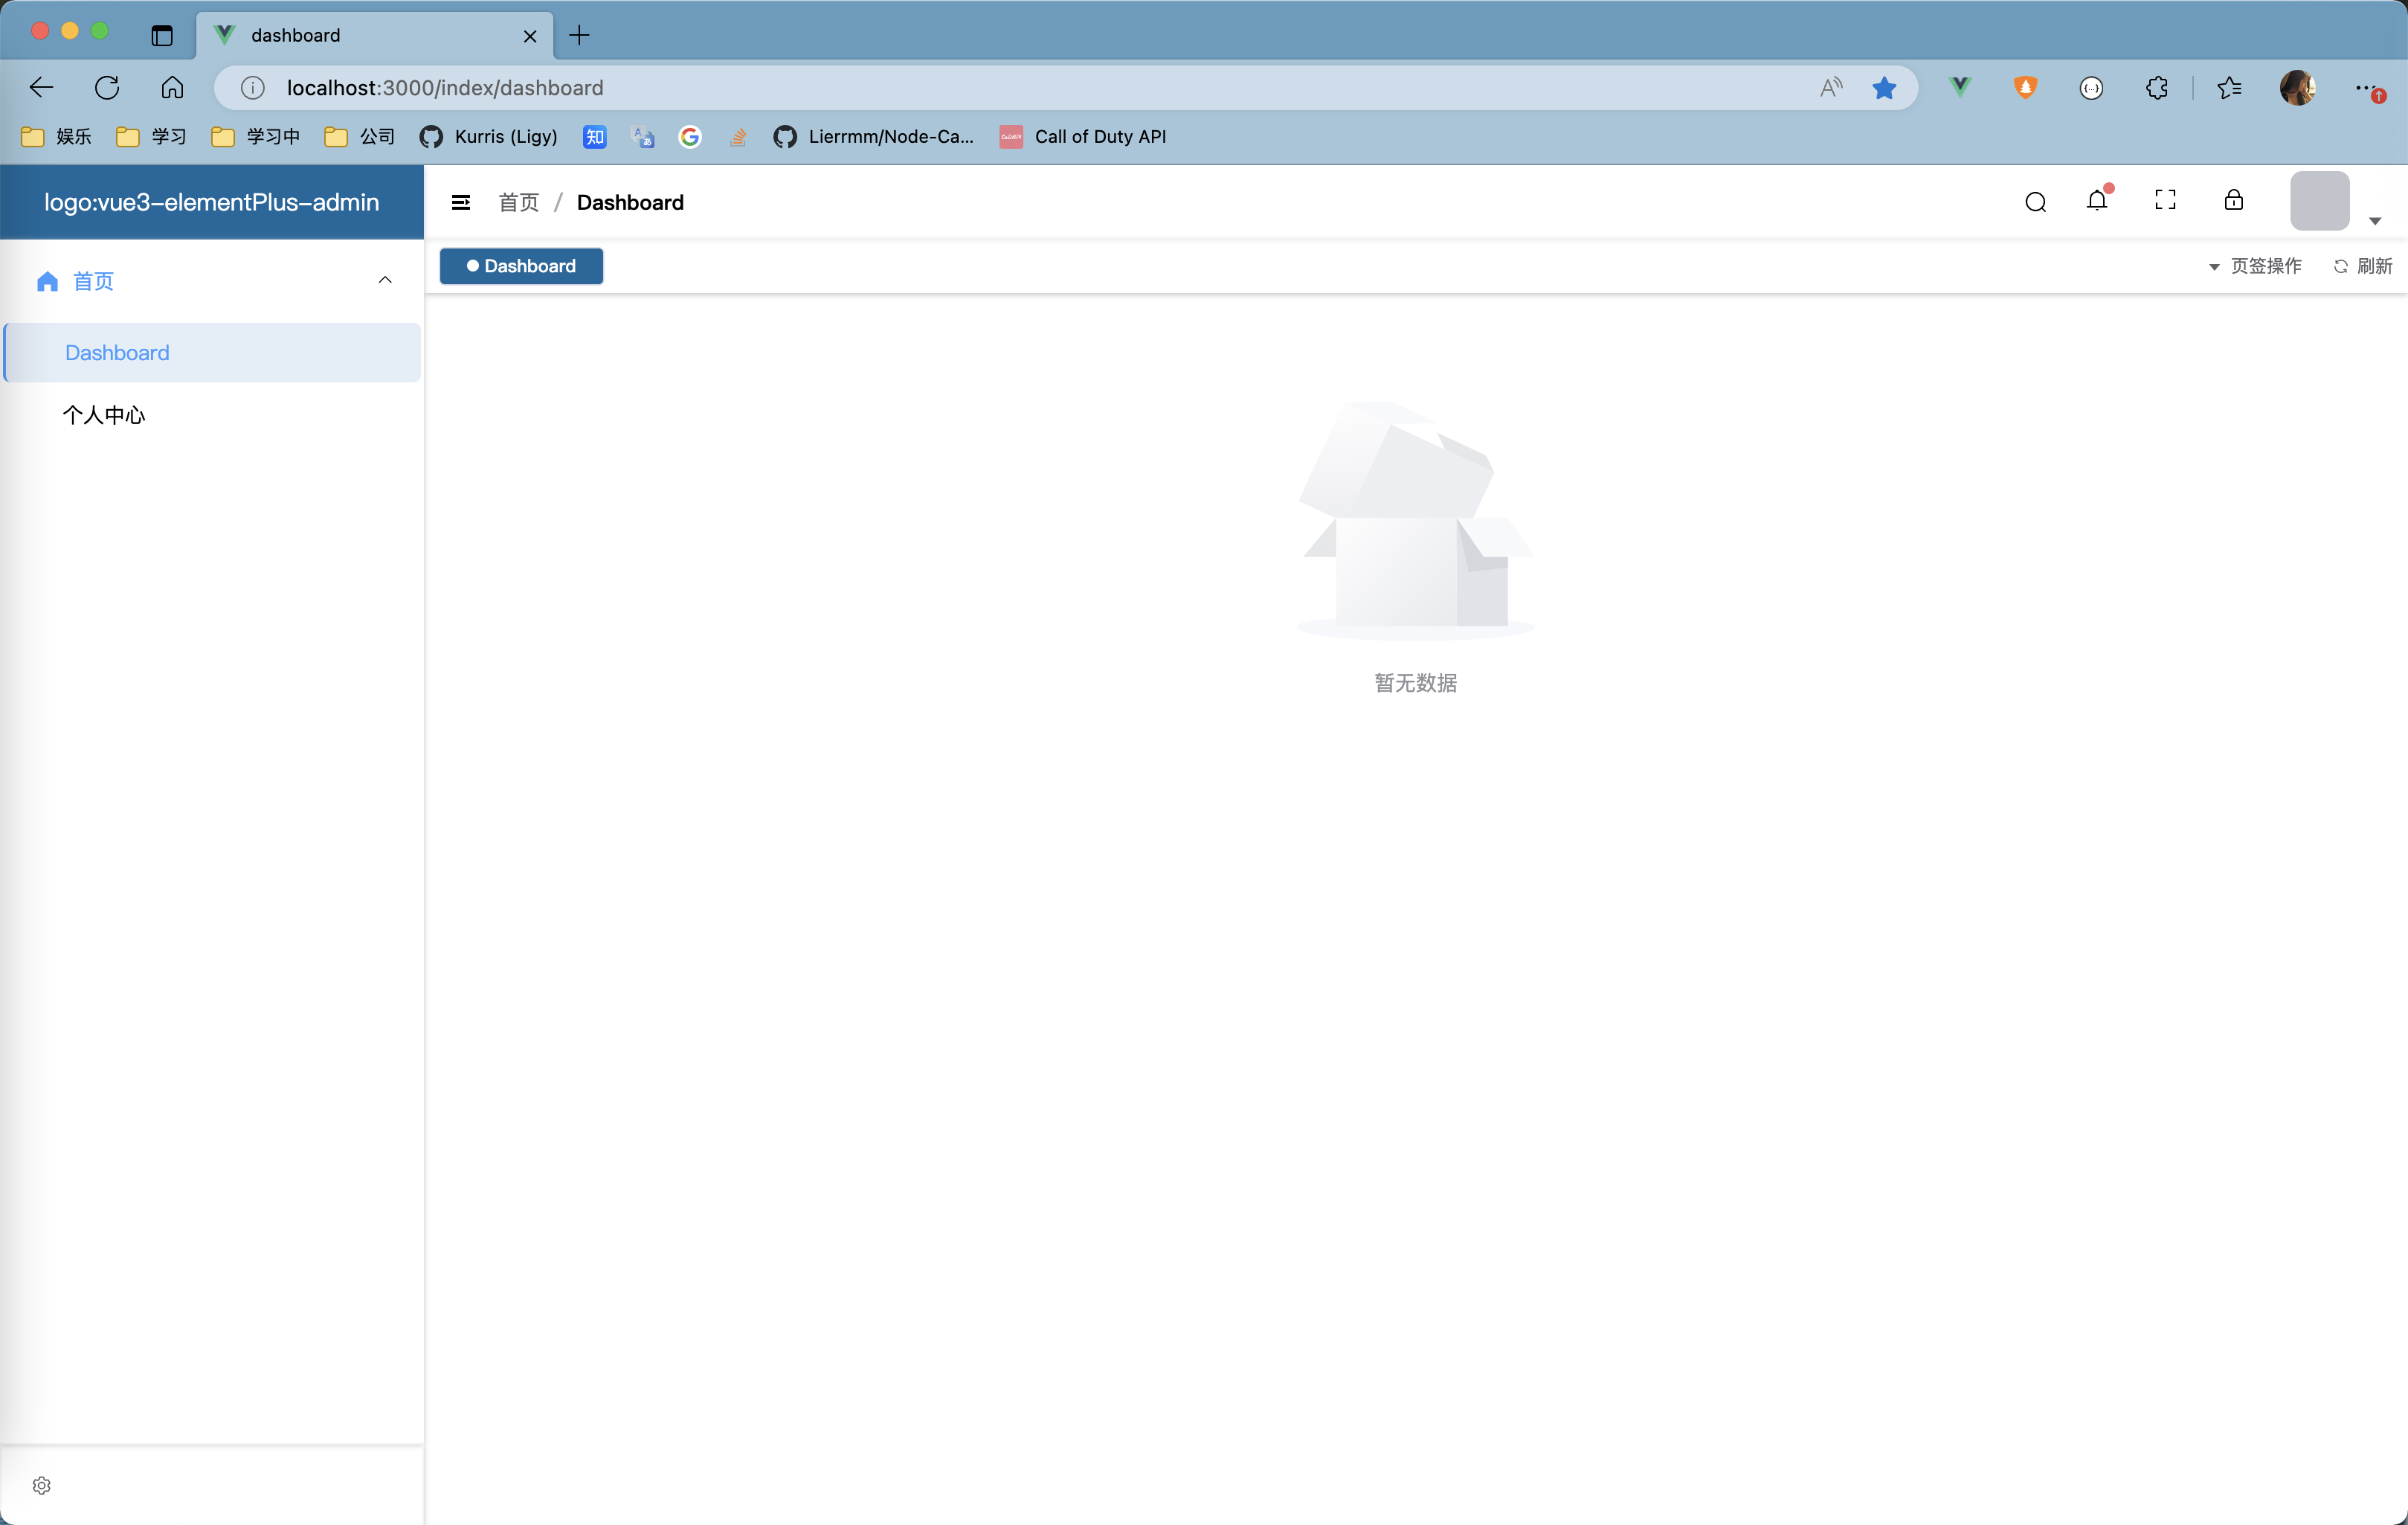 dashboard
localhost:3000/index/dashboard
娱乐 学习 学习中 公司 Kurris (Ligy) 知 Lierrmm/Node-Ca... Call of Duty API
logo:vue3-elementPlus-admin
首页 / Dashboard
Dashboard
页签操作 刷新
首页
Dashboard
个人中心
暂无数据